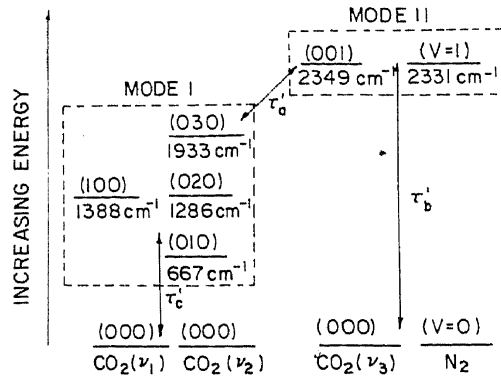 MODE II
(001) (V=1)
2349 cm⁻¹ 2331 cm⁻¹
MODE I
τ'a
(030)
1933 cm⁻¹
(100) (020)
1388 cm⁻¹ 1286 cm⁻¹
τ'b
(010)
667 cm⁻¹
τ'c
(000) (000) (000) (V=0)
CO₂(ν₁) CO₂(ν₂) CO₂(ν₃) N₂
INCREASING ENERGY